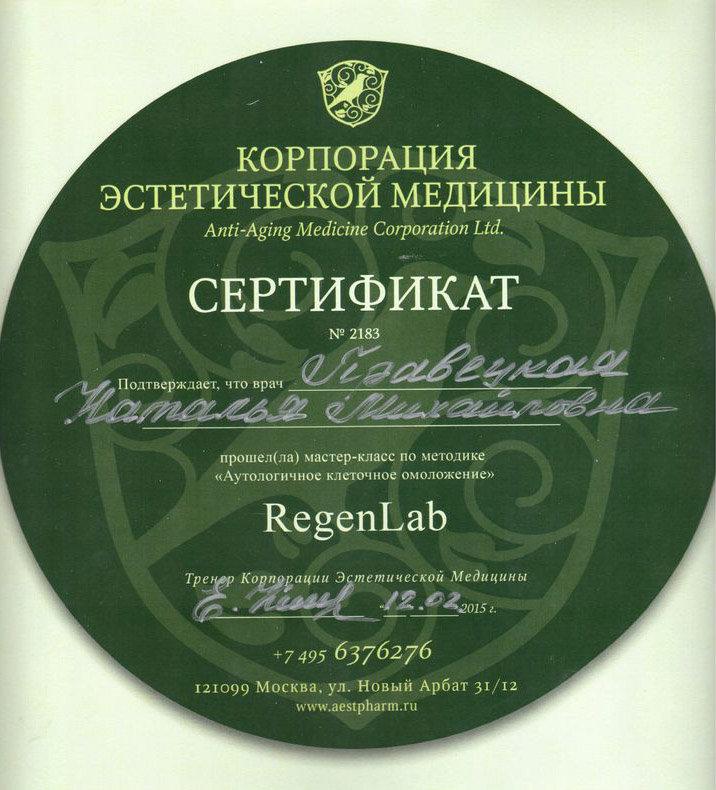 КОРПОРАЦИЯ
ЭСТЕТИЧЕСКОЙ МЕДИЦИНЫ
Anti-Aging Medicine Corporation Ltd.
СЕРТИФИКАТ
№ 2183
Подтверждает, что врач
Наталья Михайловна
прошел(ла) мастер-класс по методике
«Аутологичное клеточное омоложение»
RegenLab
Тренер Корпорации Эстетической Медицины
Е. 12.02 2015 г.
+7 495 6376276
121099 Москва, ул. Новый Арбат 31/12
www.aestpharm.ru